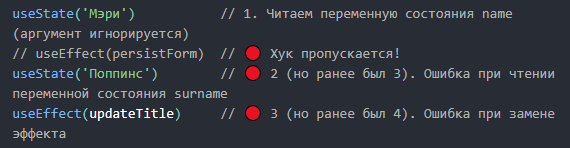 useState('Мэри')           // 1. Читаем переменную состояния name
(аргумент игнорируется)
// useEffect(persistForm)  // 🔴 Хук пропускается!
useState('Поппинс')        // 🔴 2 (но ранее был 3). Ошибка при чтении
переменной состояния surname
useEffect(updateTitle)     // 🔴 3 (но ранее был 4). Ошибка при замене
эффекта